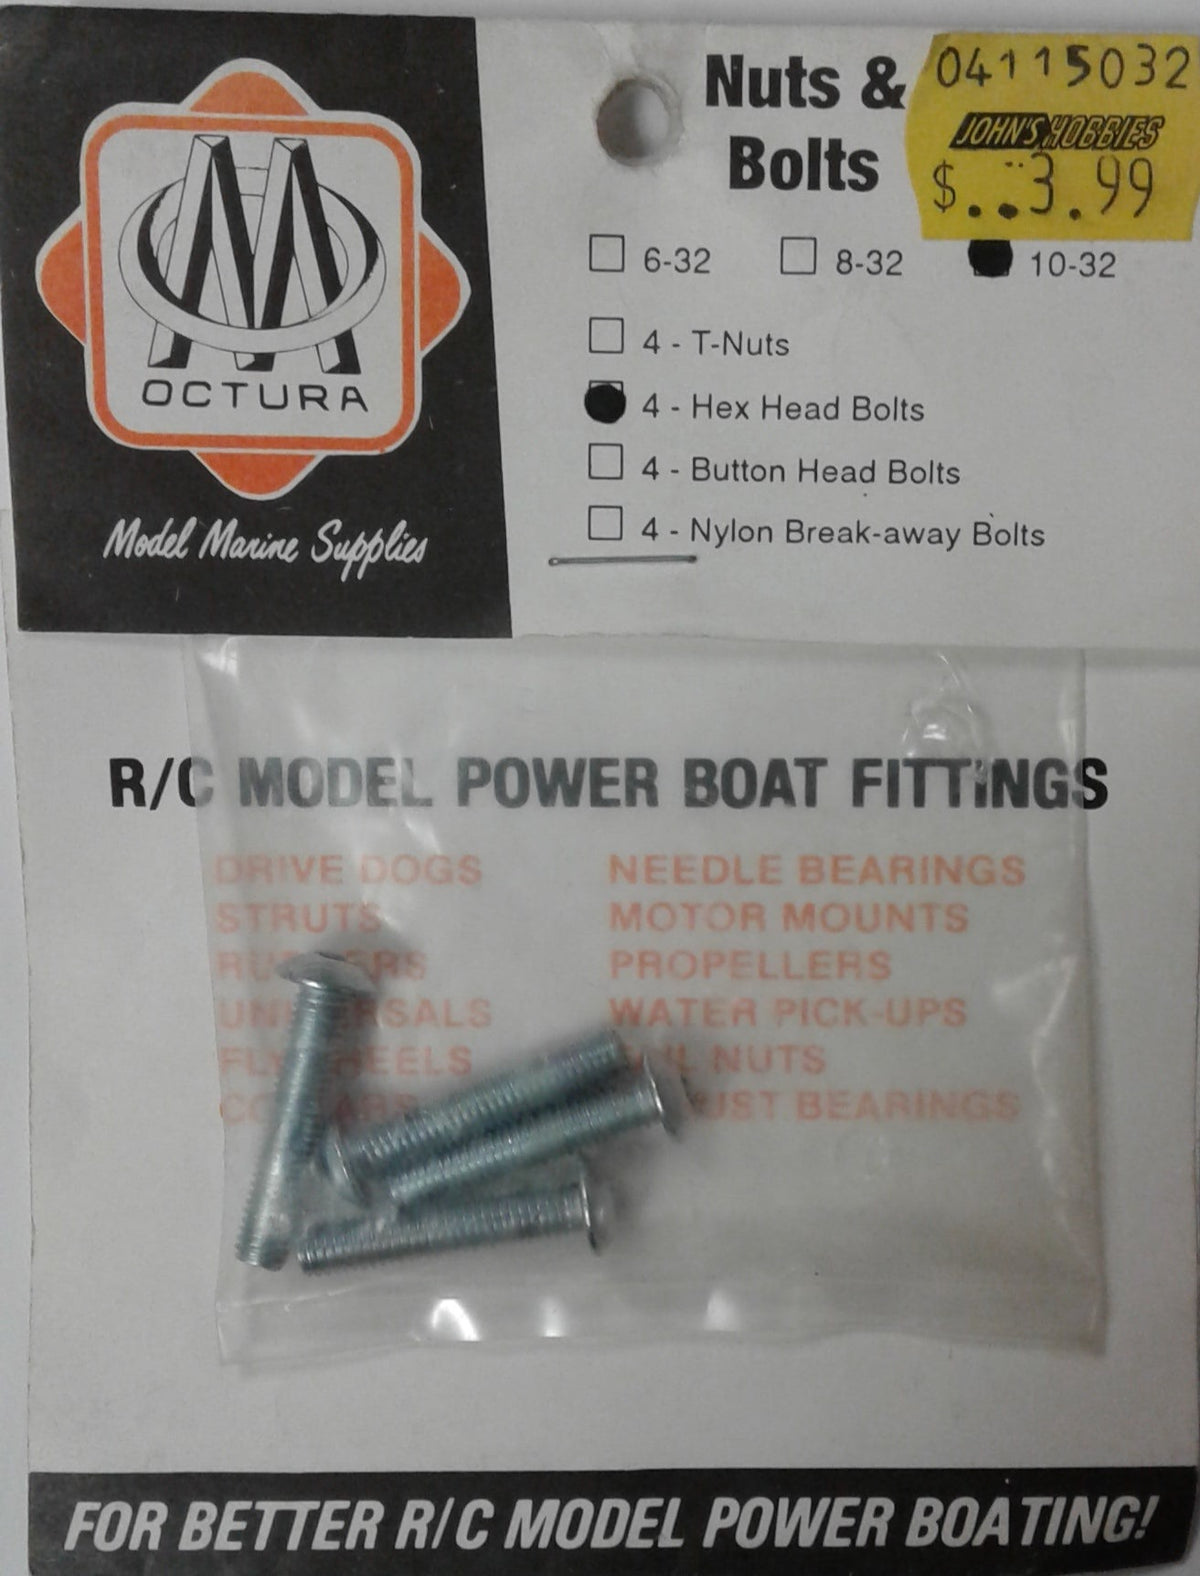 OCTURA
Model Marine Supplies
Nuts &
Bolts
04115032
JOHN'S HOBBIES
$...3.99
6-32 8-32 10-32
4 - T-Nuts
4 - Hex Head Bolts
4 - Button Head Bolts
4 - Nylon Break-away Bolts
R/C MODEL POWER BOAT FITTINGS
DRIVE DOGS NEEDLE BEARINGS
STRUTS MOTOR MOUNTS
PROPELLERS
WATER PICK-UPS
NUTS
BEARINGS
FOR BETTER R/C MODEL POWER BOATING!